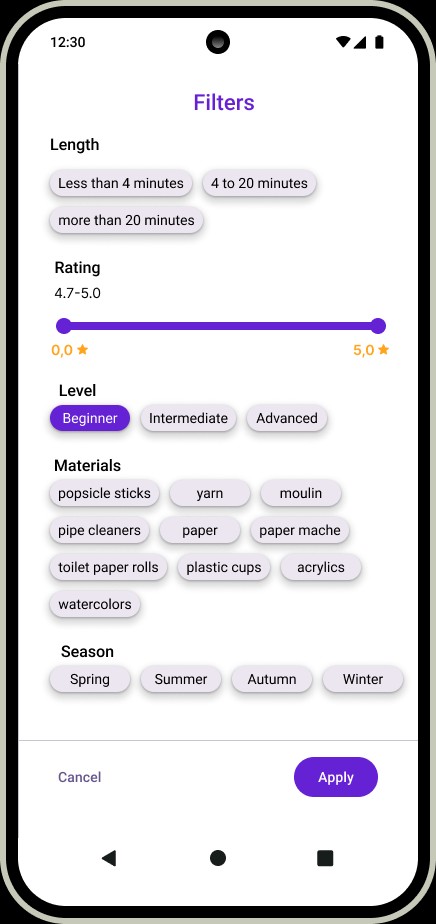 12:30
Filters
Length
Less than 4 minutes 4 to 20 minutes
more than 20 minutes
Rating
4.7-5.0
0,0 5,0
Level
Beginner Intermediate Advanced
Materials
popsicle sticks yarn moulin
pipe cleaners paper paper mache
toilet paper rolls plastic cups acrylics
watercolors
Season
Spring Summer Autumn Winter
Cancel Apply